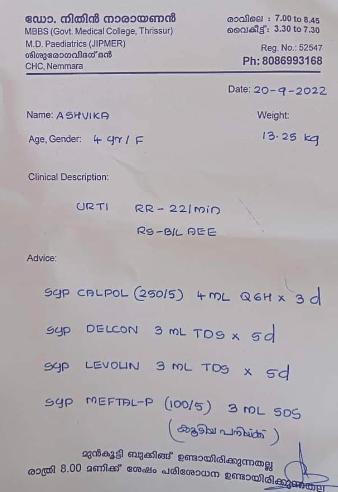 ഡോ. നിതിൻ നാരായണൻ
MBBS (Govt. Medical College, Thrissur)
M.D. Paediatrics (JIPMER)
ശിശുരോഗവിദഗ്ദ്ധൻ
CHC, Nemmara
രാവിലെ : 7.00 to 8.45
വൈകീട്ട് : 3.30 to 7.30
Reg. No.: 52547
Ph: 8086993168
Date: 20-9-2022
Name: ASHVIKA
Weight:
Age, Gender: 4 yr / F
13.25 kg
Clinical Description:
URTI RR - 22/min
RS - B/L AEE
Advice:
Syp CALPOL (250/5) 4 ML Q6H x 3 d
Syp DELCON 3 ML TDS x 5d
Syp LEVOLIN 3 ML TDS x 5d
Syp MEFTAL-P (100/5) 3 ML SOS
(കൂടിയ പനിക്ക്)
മുൻകൂട്ടി ബുക്കിങ്ങ് ഉണ്ടായിരിക്കുന്നതല്ല
രാത്രി 8.00 മണിക്ക് ശേഷം പരിശോധന ഉണ്ടായിരിക്കുന്നതല്ല